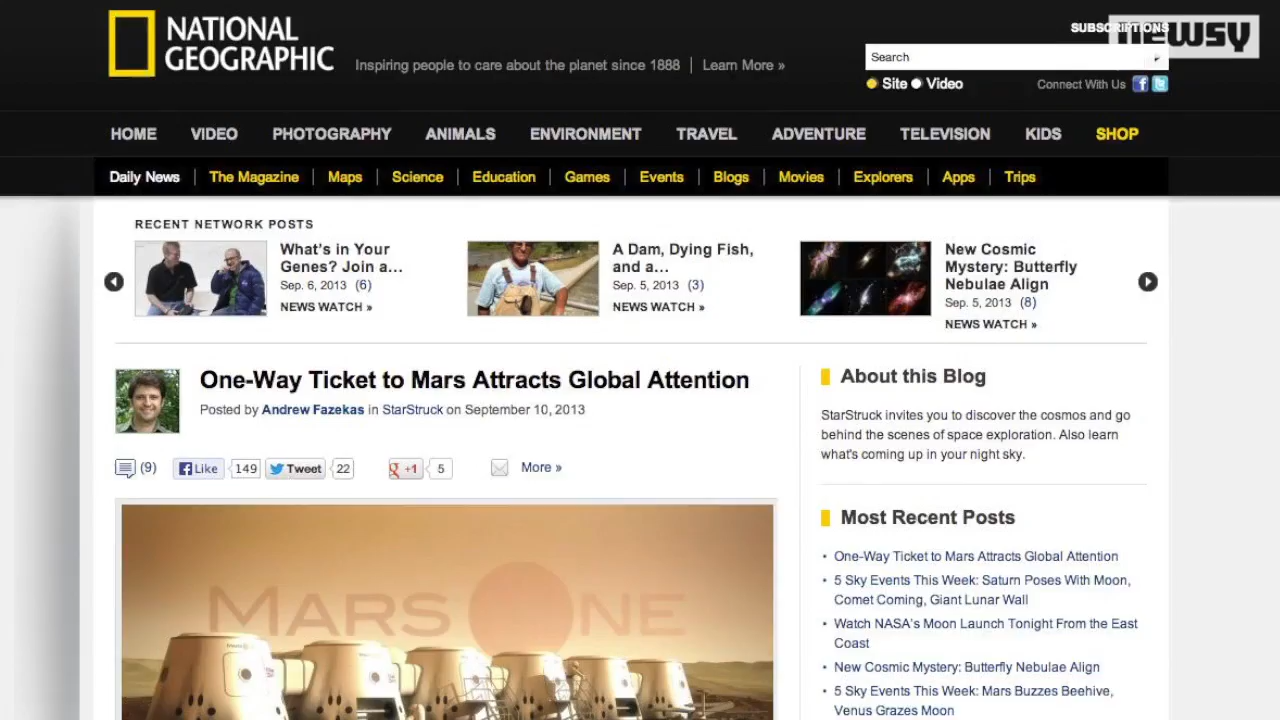 NATIONAL
GEOGRAPHIC
Inspiring people to care about the planet since 1888 | Learn More »
SUBSCRIPTIONS
newsy
Search
Site Video
Connect With Us
HOME VIDEO PHOTOGRAPHY ANIMALS ENVIRONMENT TRAVEL ADVENTURE TELEVISION KIDS SHOP
Daily News | The Magazine | Maps | Science | Education | Games | Events | Blogs | Movies | Explorers | Apps | Trips
RECENT NETWORK POSTS
What's in Your
Genes? Join a...
Sep. 6, 2013 (6)
NEWS WATCH »
A Dam, Dying Fish,
and a...
Sep. 5, 2013 (3)
NEWS WATCH »
New Cosmic
Mystery: Butterfly
Nebulae Align
Sep. 5, 2013 (8)
NEWS WATCH »
One-Way Ticket to Mars Attracts Global Attention
Posted by Andrew Fazekas in StarStruck on September 10, 2013
(9) Like 149 Tweet 22 +1 5 More »
MARS ONE
About this Blog
StarStruck invites you to discover the cosmos and go
behind the scenes of space exploration. Also learn
what's coming up in your night sky.
Most Recent Posts
• One-Way Ticket to Mars Attracts Global Attention
• 5 Sky Events This Week: Saturn Poses With Moon,
Comet Coming, Giant Lunar Wall
• Watch NASA's Moon Launch Tonight From the East
Coast
• New Cosmic Mystery: Butterfly Nebulae Align
• 5 Sky Events This Week: Mars Buzzes Beehive,
Venus Grazes Moon